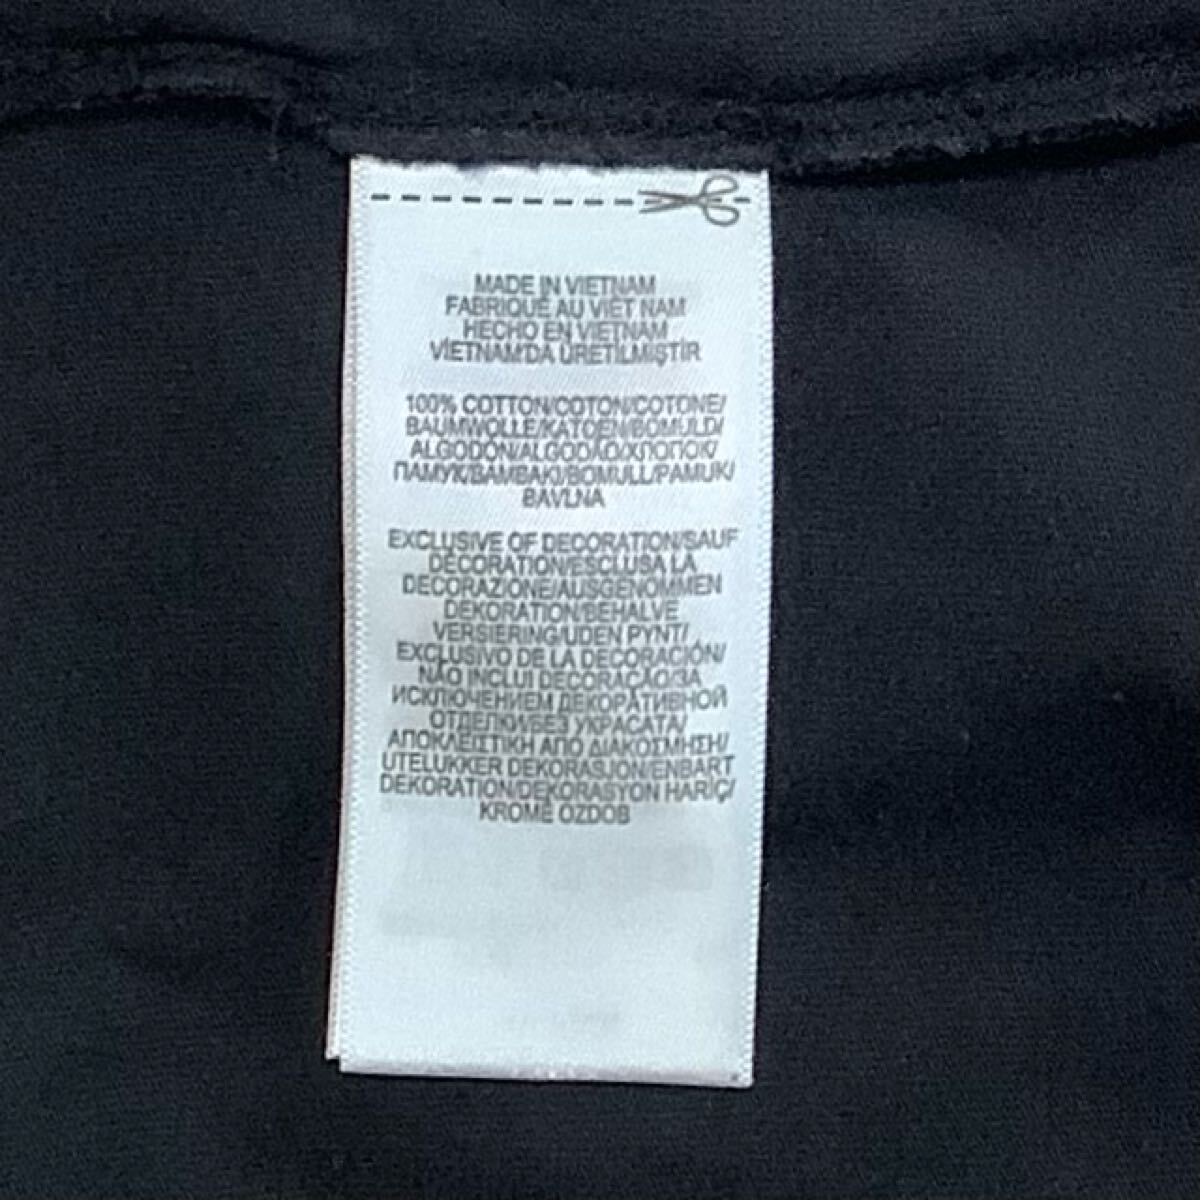 MADE IN VIETNAM
FABRIQUÉ AU VIÊT NAM
HECHO EN VIETNAM
VİETNAM'DA ÜRETİLMİŞTİR
100% COTTON/COTON/COTONE/
BAUMWOLLE/KATOEN/BOMULD/
ALGODÓN/ALGODÃO/ХЛОПОК/
ПАМУК/ΒΑΜΒΑΚΙ/BOMULL/PAMUK/
BAVLNA
EXCLUSIVE OF DECORATION/SAUF
DÉCORATION/ESCLUSA LA
DECORAZIONE/AUSGENOMMEN
DEKORATION/BEHALVE
VERSIERING/UDEN PYNT/
EXCLUSIVO DE LA DECORACIÓN/
NÃO INCLUI DECORAÇÃO/ЗА
ИСКЛЮЧЕНИЕМ ДЕКОРАТИВНОЙ
ОТДЕЛКИ/БЕЗ УКРАСАТА/
ΑΠΟΚΛΕΙΣΤΙΚΗ ΑΠΟ ΔΙΑΚΟΣΜΗΣΗ/
UTELUKKER DEKORASJON/ENBART
DEKORATION/DEKORASYON HARİÇ/
KROMĚ OZDOB